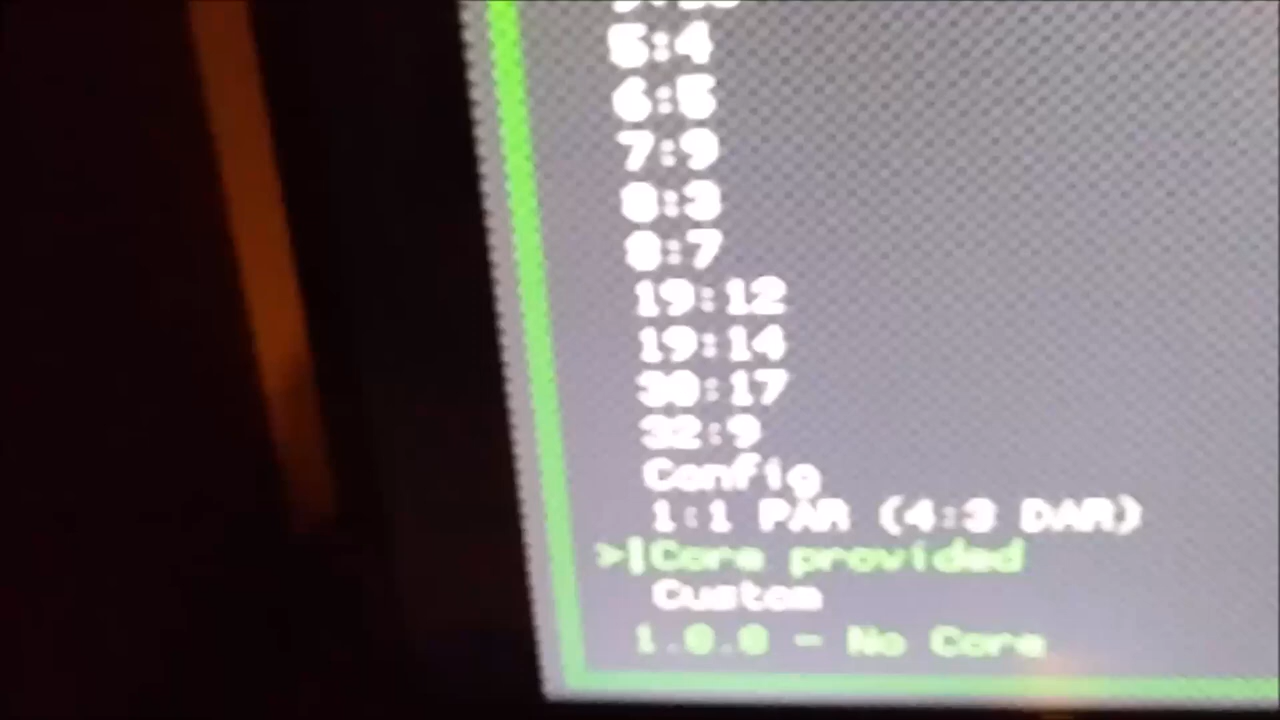 5:4
6:5
7:9
8:3
8:7
19:12
19:14
30:17
32:9
Config
1:1 PAR (4:3 DAR)
>|Core provided
Custom
1.0.0 - No Core